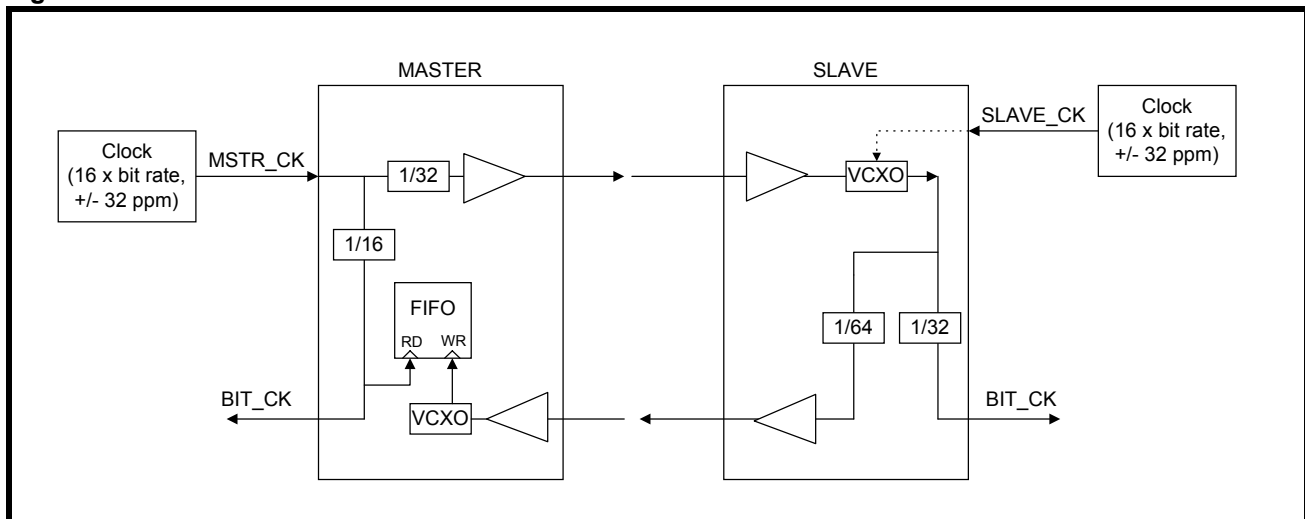 MASTER
SLAVE
Clock
(16 x bit rate,
+/- 32 ppm)
MSTR_CK
1/32
1/16
FIFO
RD
WR
VCXO
BIT_CK
VCXO
SLAVE_CK
Clock
(16 x bit rate,
+/- 32 ppm)
1/64
1/32
BIT_CK